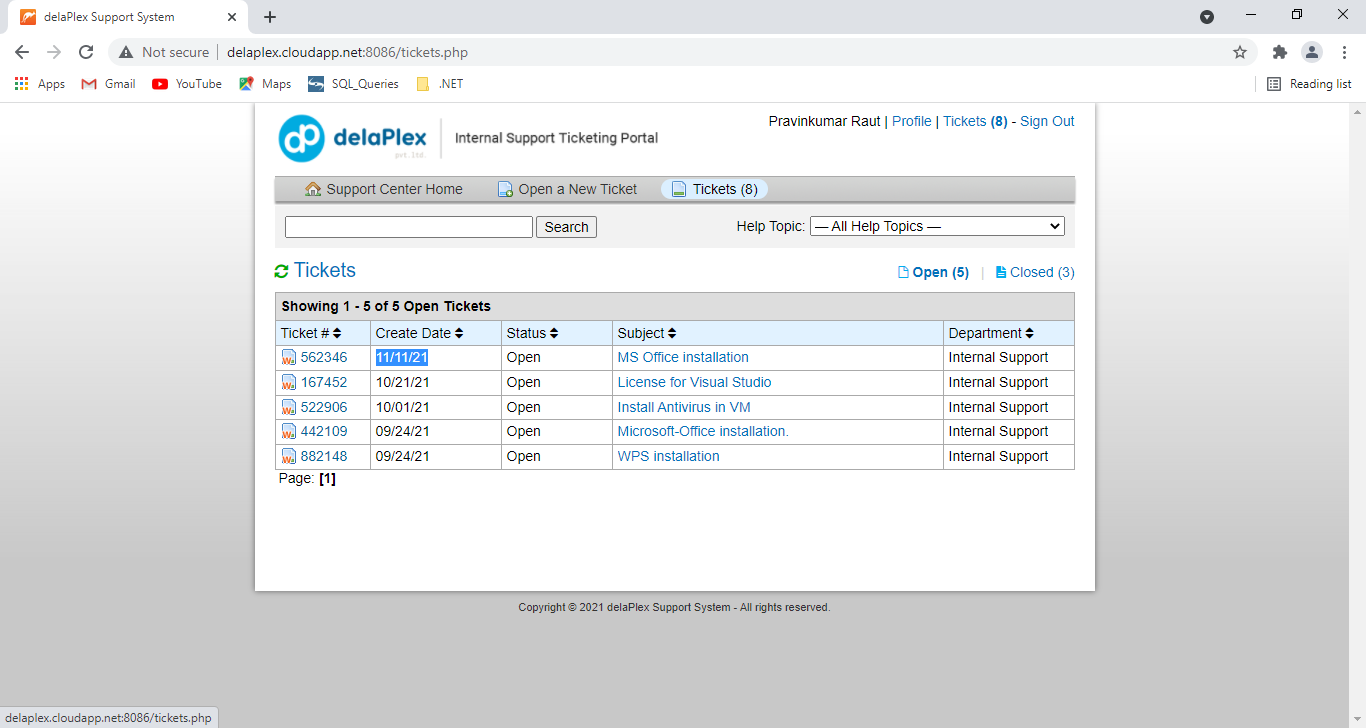 delaPlex Support System
Not secure | delaplex.cloudapp.net:8086/tickets.php
Apps Gmail YouTube Maps SQL_Queries .NET Reading list
delaPlex
pvt.ltd.
Internal Support Ticketing Portal
Pravinkumar Raut | Profile | Tickets (8) - Sign Out
Support Center Home Open a New Ticket Tickets (8)
Search Help Topic: — All Help Topics —
Tickets Open (5) | Closed (3)
Showing 1 - 5 of 5 Open Tickets
Ticket # Create Date Status Subject Department
562346 11/11/21 Open MS Office installation Internal Support
167452 10/21/21 Open License for Visual Studio Internal Support
522906 10/01/21 Open Install Antivirus in VM Internal Support
442109 09/24/21 Open Microsoft-Office installation. Internal Support
882148 09/24/21 Open WPS installation Internal Support
Page: [1]
Copyright © 2021 delaPlex Support System - All rights reserved.
delaplex.cloudapp.net:8086/tickets.php